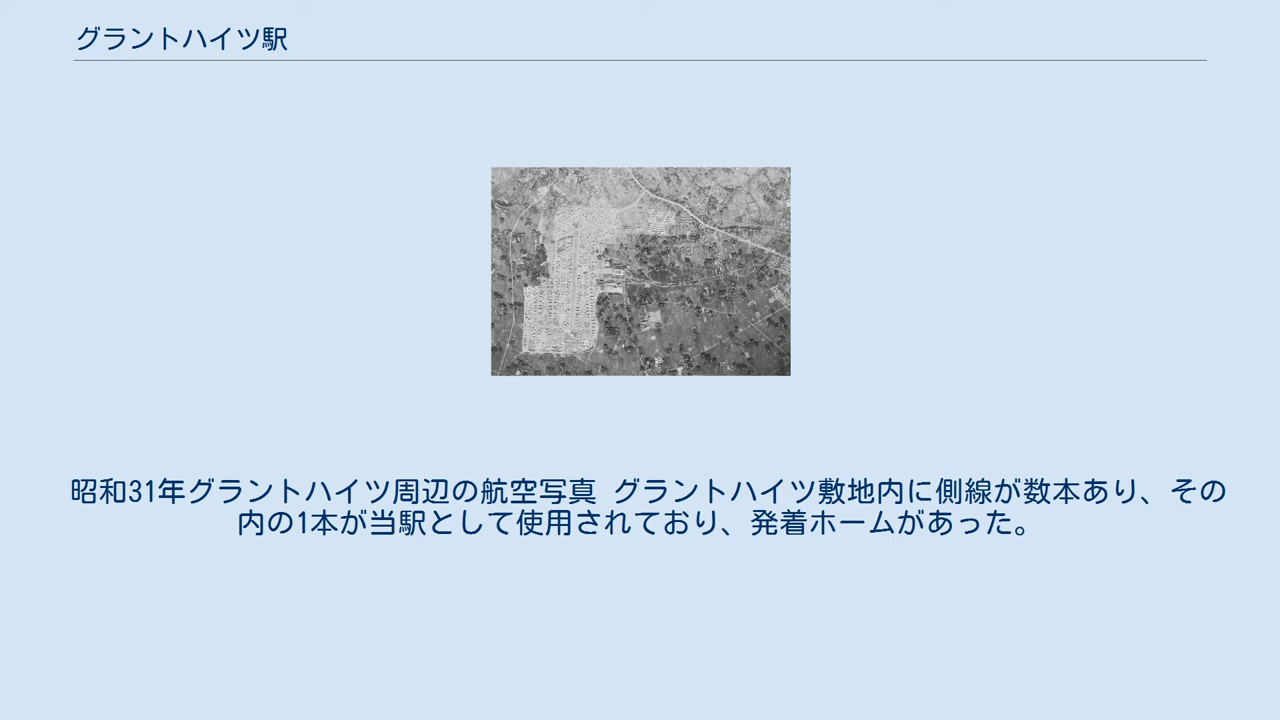 グラントハイツ駅
昭和31年グラントハイツ周辺の航空写真 グラントハイツ敷地内に側線が数本あり、その
内の1本が当駅として使用されており、発着ホームがあった。